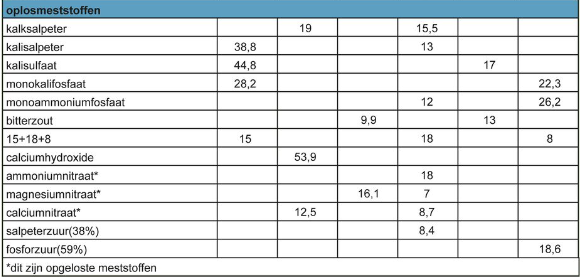 oplosmeststoffen
kalksalpeter 19 15,5
kalisalpeter 38,8 13
kalisulfaat 44,8 17
monokalifosfaat 28,2 22,3
monoammoniumfosfaat 12 26,2
bitterzout 9,9 13
15+18+8 15 18 8
calciumhydroxide 53,9
ammoniumnitraat* 18
magnesiumnitraat* 16,1 7
calciumnitraat* 12,5 8,7
salpeterzuur(38%) 8,4
fosforzuur(59%) 18,6
*dit zijn opgeloste meststoffen